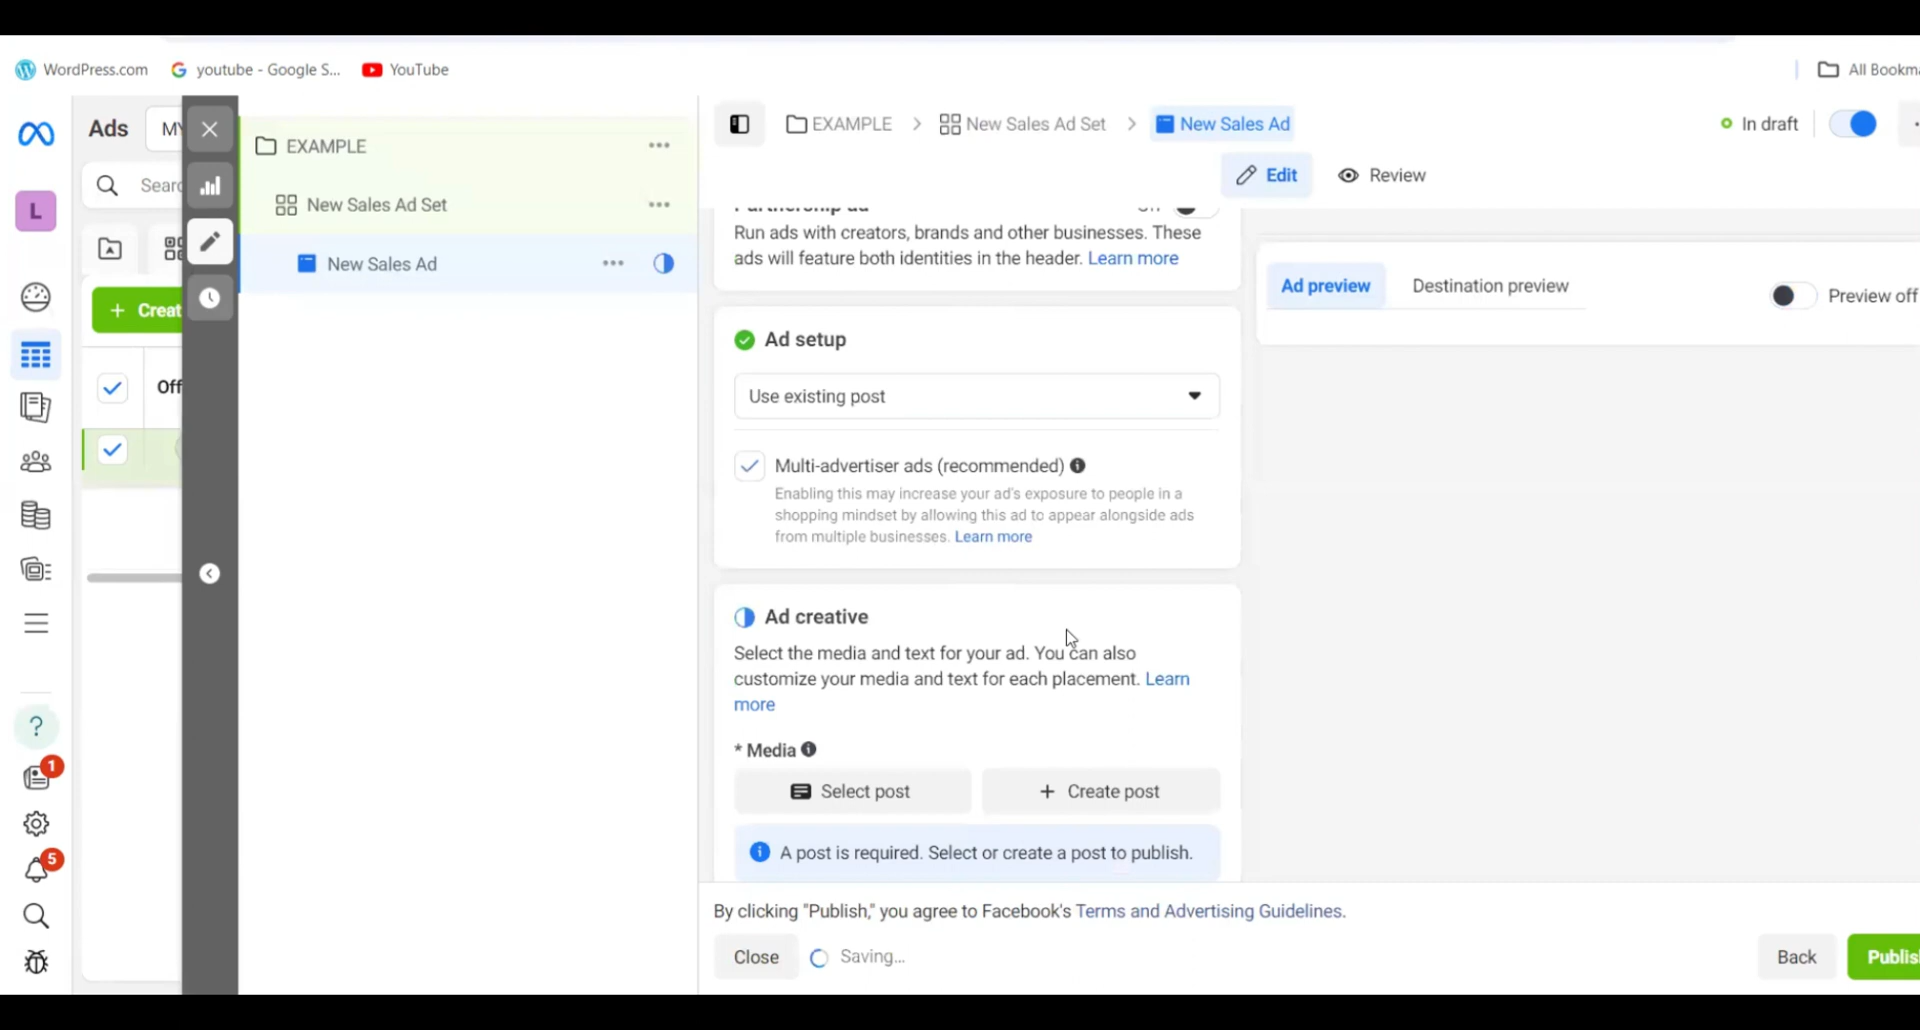 WordPress.com
youtube - Google S...
YouTube
All Bookma
Ads
MY
EXAMPLE
EXAMPLE
New Sales Ad Set
New Sales Ad
In draft
L
Searc
New Sales Ad Set
Edit
Review
New Sales Ad
Partnership ad
Off
Run ads with creators, brands and other businesses. These
ads will feature both identities in the header. Learn more
+ Creat
Ad preview
Destination preview
Preview off
Off
Ad setup
Use existing post
Multi-advertiser ads (recommended)
Enabling this may increase your ad's exposure to people in a
shopping mindset by allowing this ad to appear alongside ads
from multiple businesses. Learn more
Ad creative
Select the media and text for your ad. You can also
customize your media and text for each placement. Learn
more
* Media
Select post
+ Create post
A post is required. Select or create a post to publish.
?
1
5
By clicking "Publish," you agree to Facebook's Terms and Advertising Guidelines.
Close
Saving...
Back
Publis